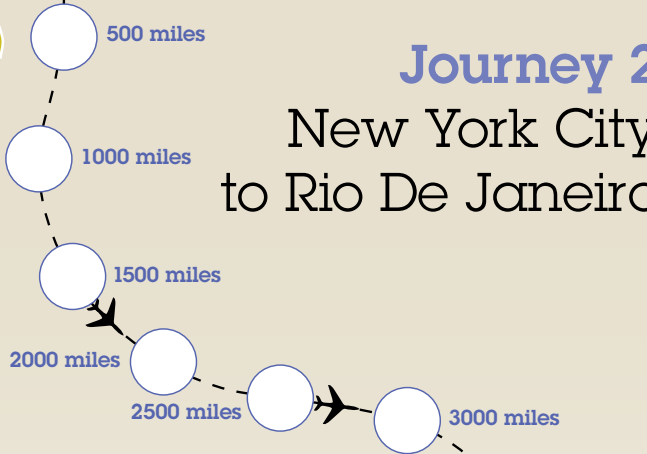 500 miles
Journey 2
New York City
1000 miles
to Rio De Janeiro
1500 miles
2000 miles
2500 miles
3000 miles